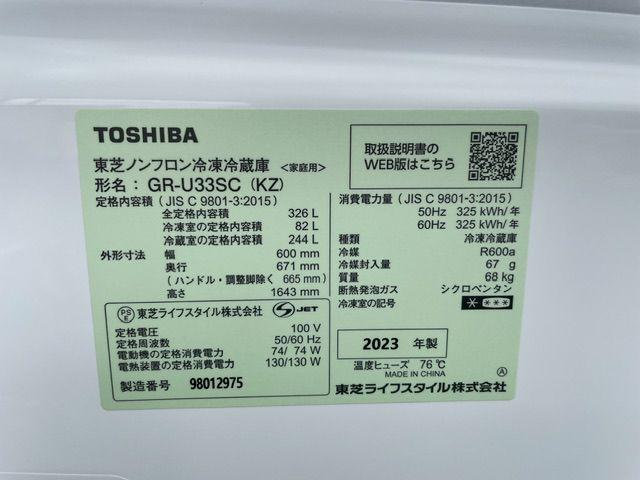 TOSHIBA
東芝ノンフロン冷凍冷蔵庫 <家庭用>
形名: GR-U33SC (KZ)
定格内容積 (JIS C 9801-3:2015)
全定格内容積 326 L
冷凍室の定格内容積 82 L
冷蔵室の定格内容積 244 L
外形寸法 幅 600 mm
奥行 671 mm
(ハンドル・調整脚除く 665 mm)
高さ 1643 mm
PS E 東芝ライフスタイル株式会社 S JET
定格電圧 100 V
定格周波数 50/60 Hz
電動機の定格消費電力 74/ 74 W
電熱装置の定格消費電力 130/130 W
製造番号 98012975
取扱説明書の
WEB版はこちら
消費電力量 (JIS C 9801-3:2015)
50Hz 325 kWh/年
60Hz 325 kWh/年
種類 冷凍冷蔵庫
冷媒 R600a
冷媒封入量 67 g
質量 68 kg
断熱発泡ガス シクロペンタン
冷凍室の記号 * ***
2023 年製
温度ヒューズ 76℃
MADE IN CHINA
Ⓐ
東芝ライフスタイル株式会社